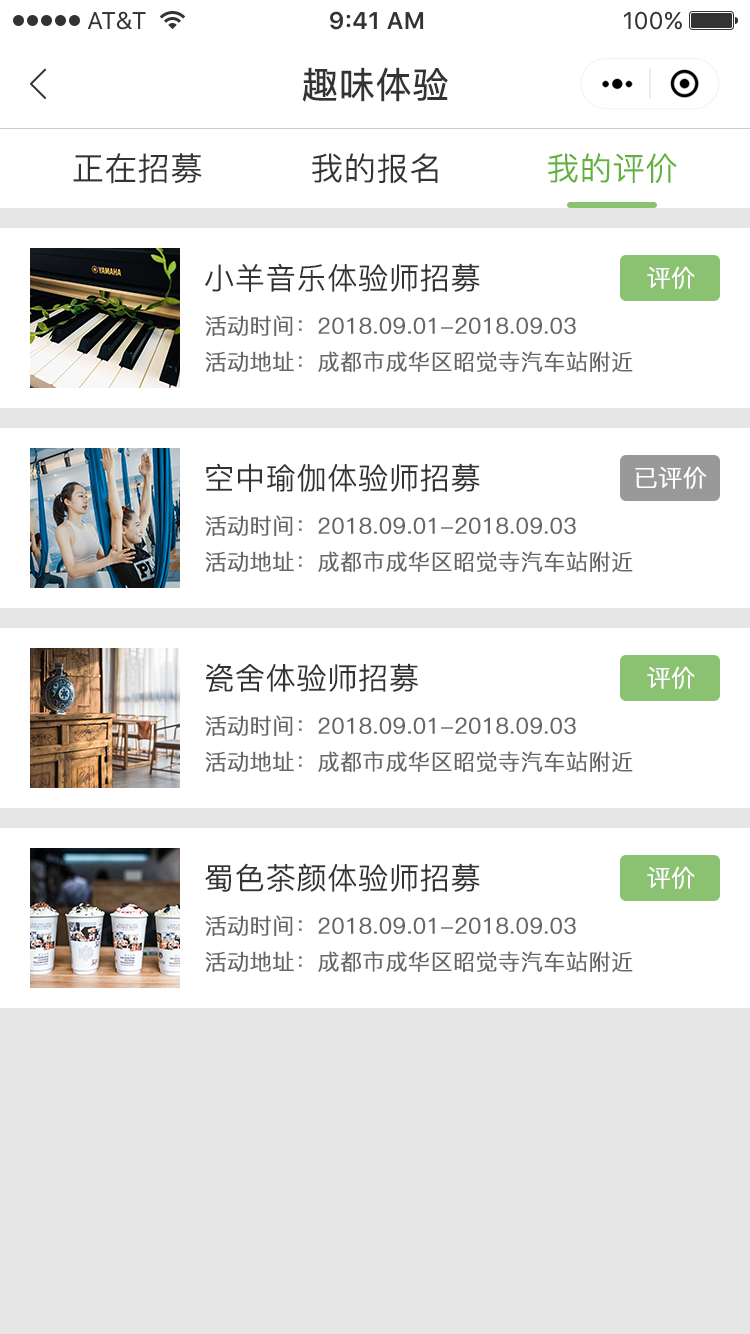 AT&T 9:41 AM 100%
趣味体验
正在招募 我的报名 我的评价
YAMAHA
小羊音乐体验师招募 评价
活动时间：2018.09.01–2018.09.03
活动地址：成都市成华区昭觉寺汽车站附近
空中瑜伽体验师招募 已评价
活动时间：2018.09.01–2018.09.03
活动地址：成都市成华区昭觉寺汽车站附近
瓷舍体验师招募 评价
活动时间：2018.09.01–2018.09.03
活动地址：成都市成华区昭觉寺汽车站附近
蜀色茶颜体验师招募 评价
活动时间：2018.09.01–2018.09.03
活动地址：成都市成华区昭觉寺汽车站附近